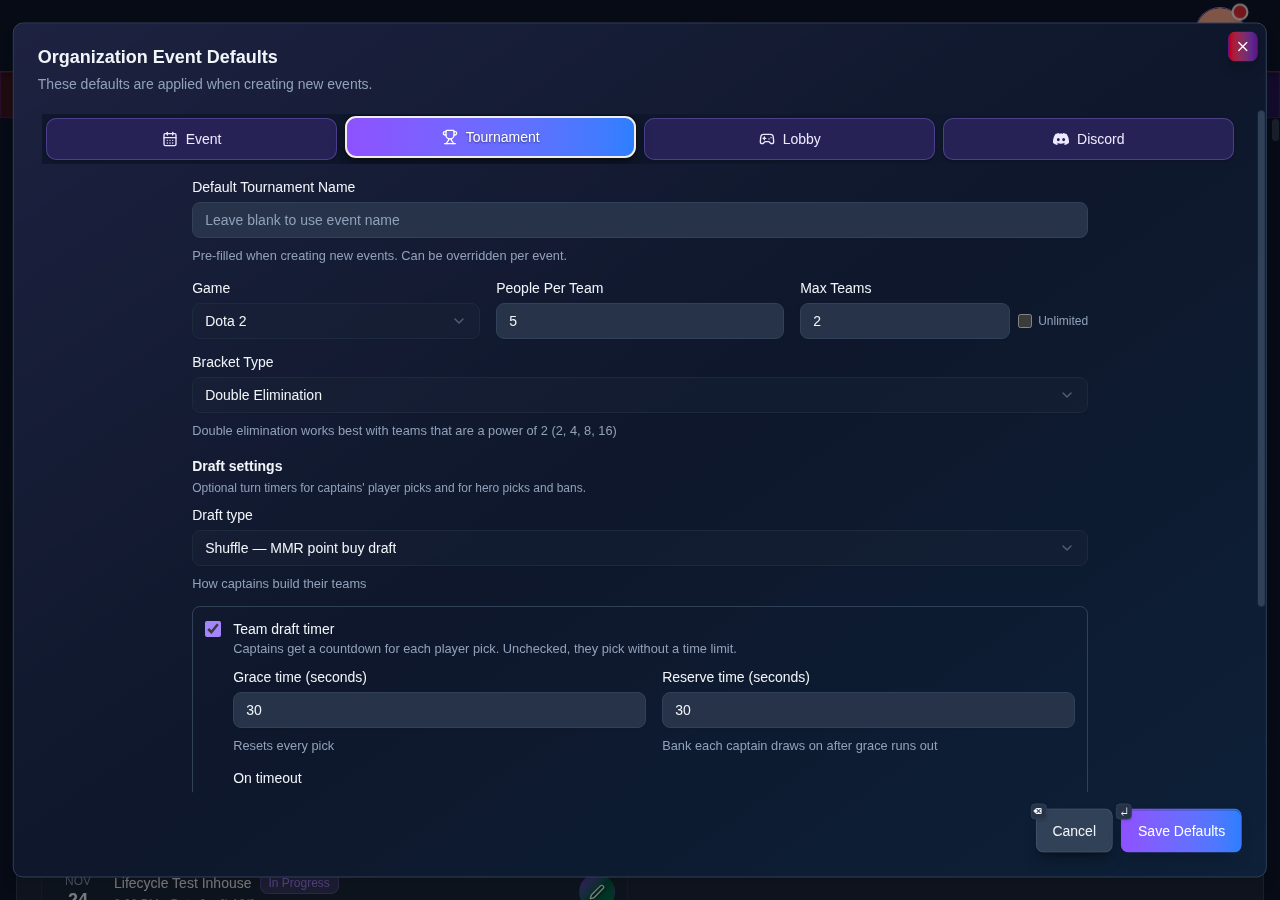 Organization Event Defaults
These defaults are applied when creating new events.
Event
Tournament
Lobby
Discord
Default Tournament Name
Leave blank to use event name
Pre-filled when creating new events. Can be overridden per event.
Game
People Per Team
Max Teams
Dota 2
5
2
Unlimited
Bracket Type
Double Elimination
Double elimination works best with teams that are a power of 2 (2, 4, 8, 16)
Draft settings
Optional turn timers for captains' player picks and for hero picks and bans.
Draft type
Shuffle — MMR point buy draft
How captains build their teams
Team draft timer
Captains get a countdown for each player pick. Unchecked, they pick without a time limit.
Grace time (seconds)
Reserve time (seconds)
30
30
Resets every pick
Bank each captain draws on after grace runs out
On timeout
Cancel
Save Defaults
NOV
Lifecycle Test Inhouse
In Progress
24